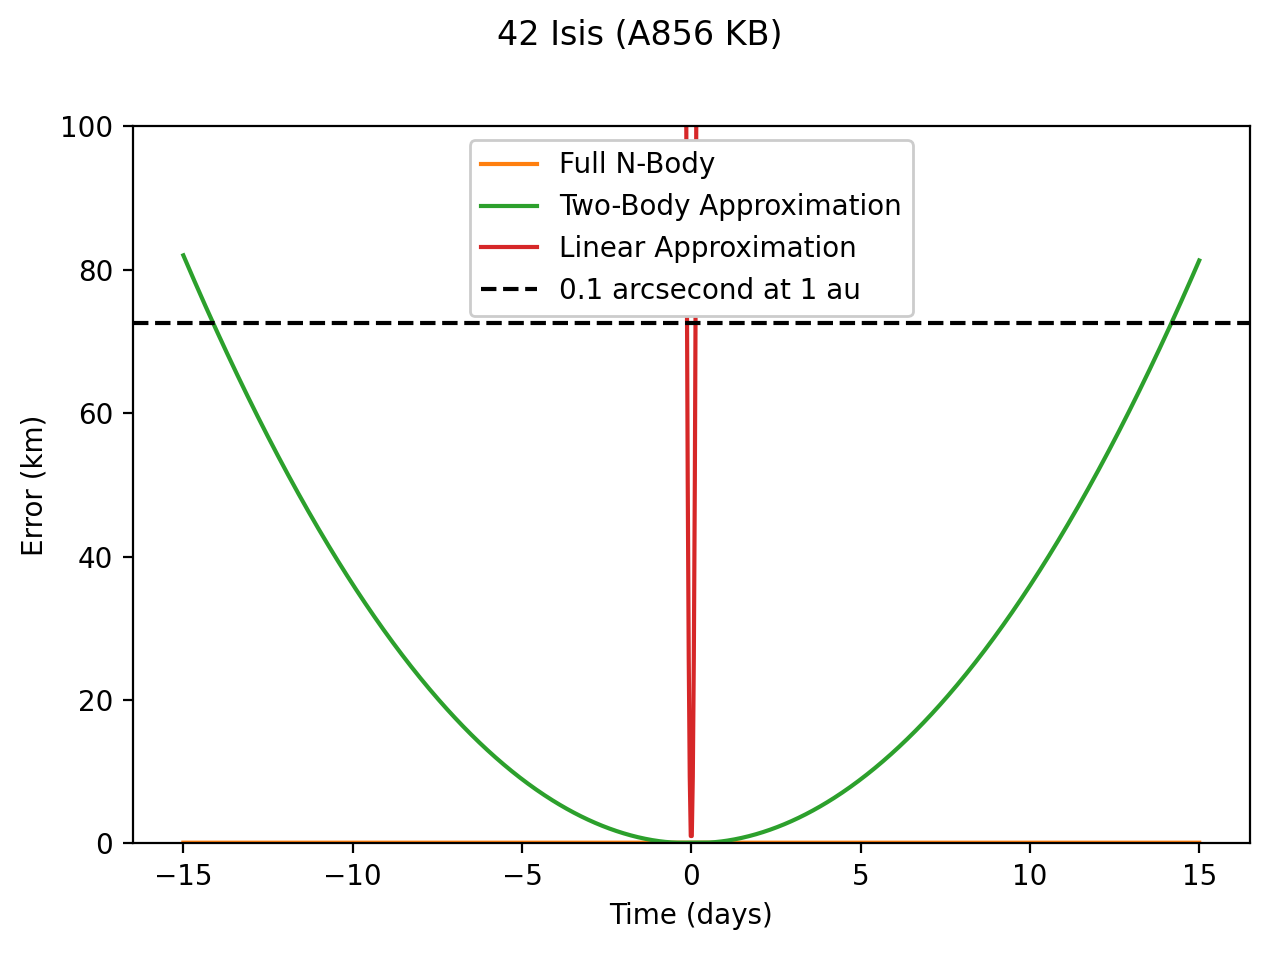 42 Isis (A856 KB)
100
80
60
40
20
0
Error (km)
Full N-Body
Two-Body Approximation
Linear Approximation
0.1 arcsecond at 1 au
−15 −10 −5 0 5 10 15
Time (days)